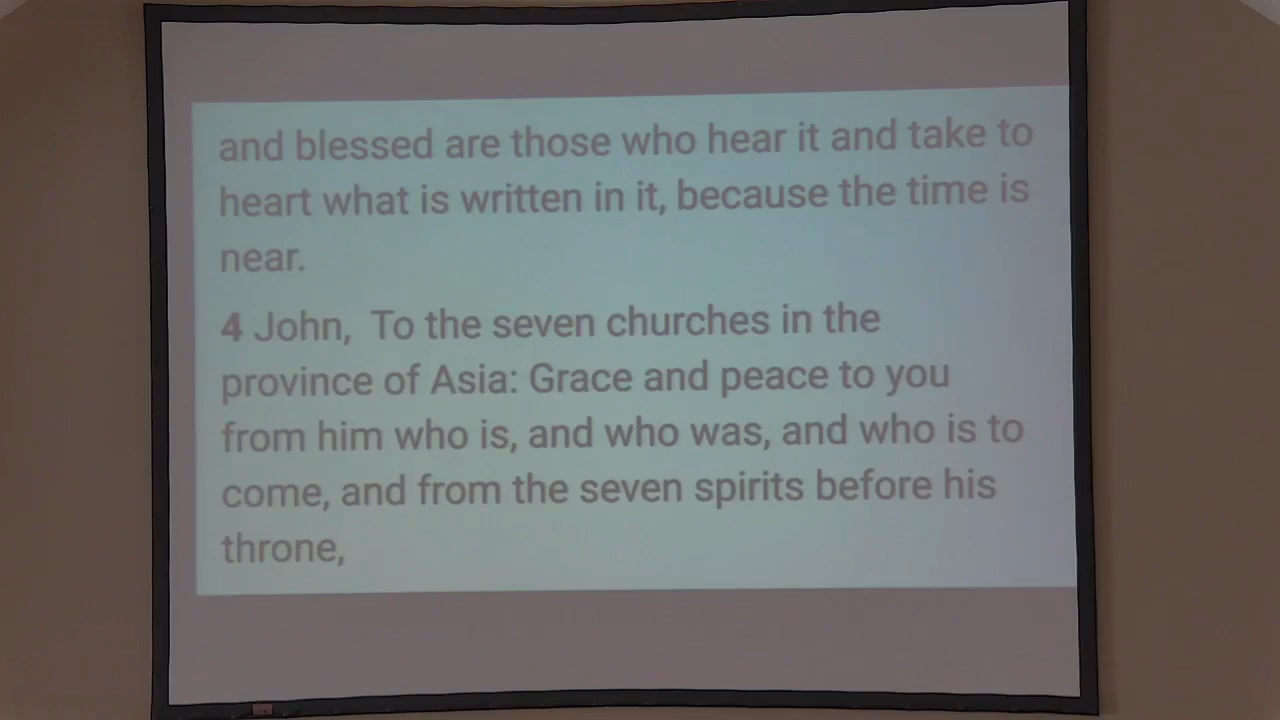 and blessed are those who hear it and take to
heart what is written in it, because the time is
near.
4 John, To the seven churches in the
province of Asia: Grace and peace to you
from him who is, and who was, and who is to
come, and from the seven spirits before his
throne,